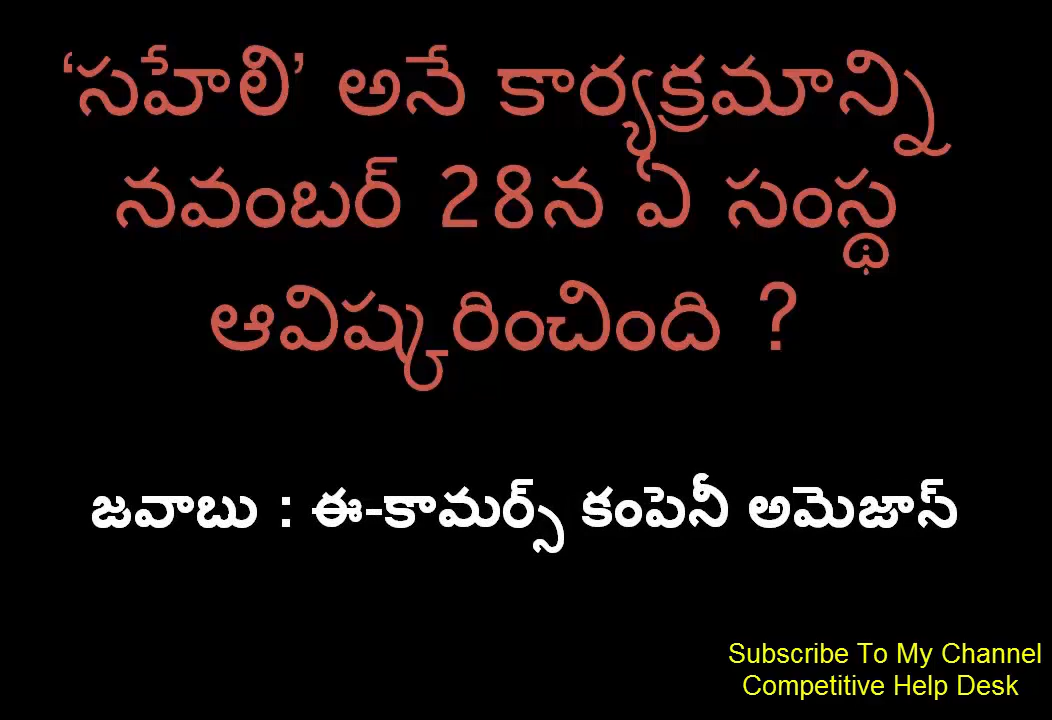 ‘సహేలి’ అనే కార్యక్రమాన్ని
నవంబర్ 28న ఏ సంస్థ
ఆవిష్కరించింది ?
జవాబు : ఈ-కామర్స్ కంపెనీ అమెజాన్
Subscribe To My Channel
Competitive Help Desk